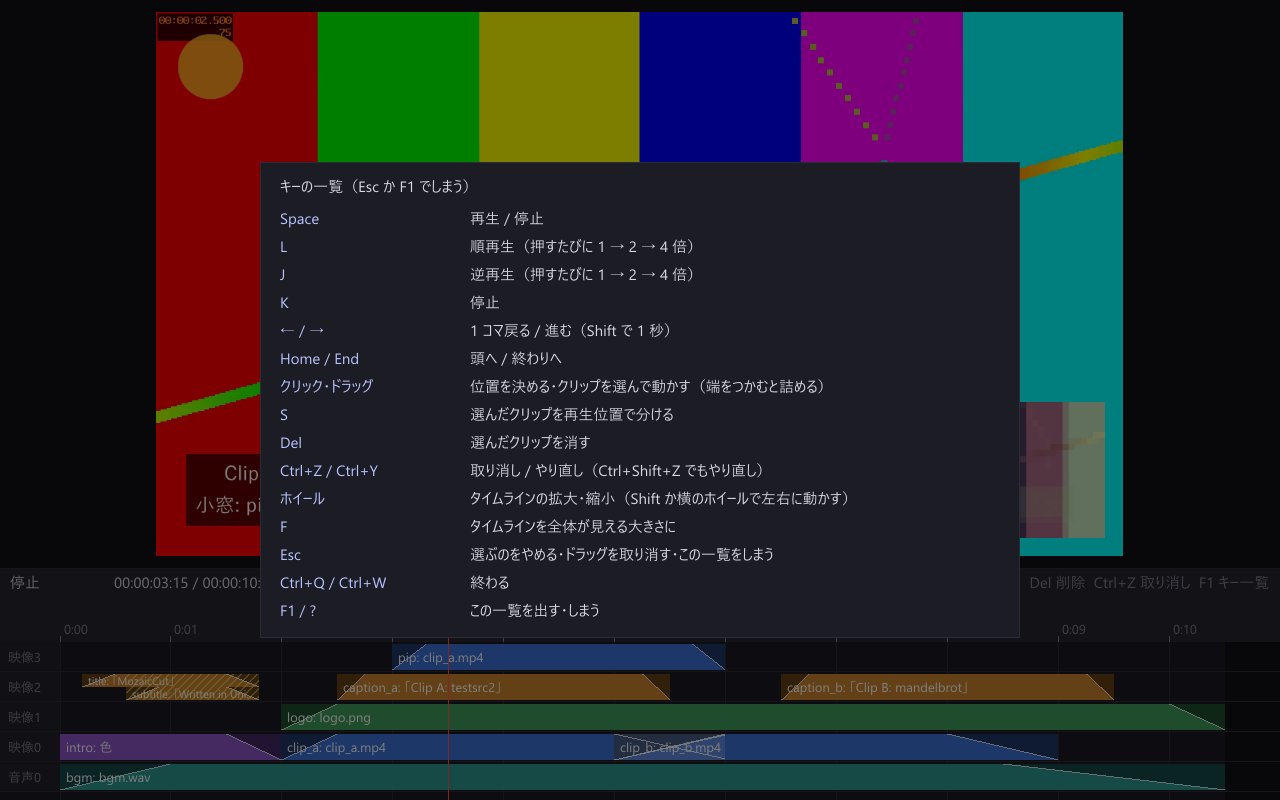 00:00:02.500
75
キーの一覧（Esc か F1 でしまう）
Space 再生 / 停止
L 順再生（押すたびに 1 → 2 → 4 倍）
J 逆再生（押すたびに 1 → 2 → 4 倍）
K 停止
← / → 1 コマ戻る / 進む（Shift で 1 秒）
Home / End 頭へ / 終わりへ
クリック・ドラッグ 位置を決める・クリップを選んで動かす（端をつかむと詰める）
S 選んだクリップを再生位置で分ける
Del 選んだクリップを消す
Ctrl+Z / Ctrl+Y 取り消し / やり直し（Ctrl+Shift+Z でもやり直し）
ホイール タイムラインの拡大・縮小（Shift か横のホイールで左右に動かす）
F タイムラインを全体が見える大きさに
Esc 選ぶのをやめる・ドラッグを取り消す・この一覧をしまう
Ctrl+Q / Ctrl+W 終わる
F1 / ? この一覧を出す・しまう
Clip
小窓: pi
停止 00:00:03:15 / 00:00:10: Del 削除 Ctrl+Z 取り消し F1 キー一覧
0:00 0:01 0:09 0:10
映像3 pip: clip_a.mp4
映像2 title:「MozaicCut」 caption_a:「Clip A: testsrc2」 caption_b:「Clip B: mandelbrot」
subtitle:「Written in
映像1 logo: logo.png
映像0 intro: 色 clip_a: clip_a.mp4 clip_b: clip_b.mp4
音声0 bgm: bgm.wav